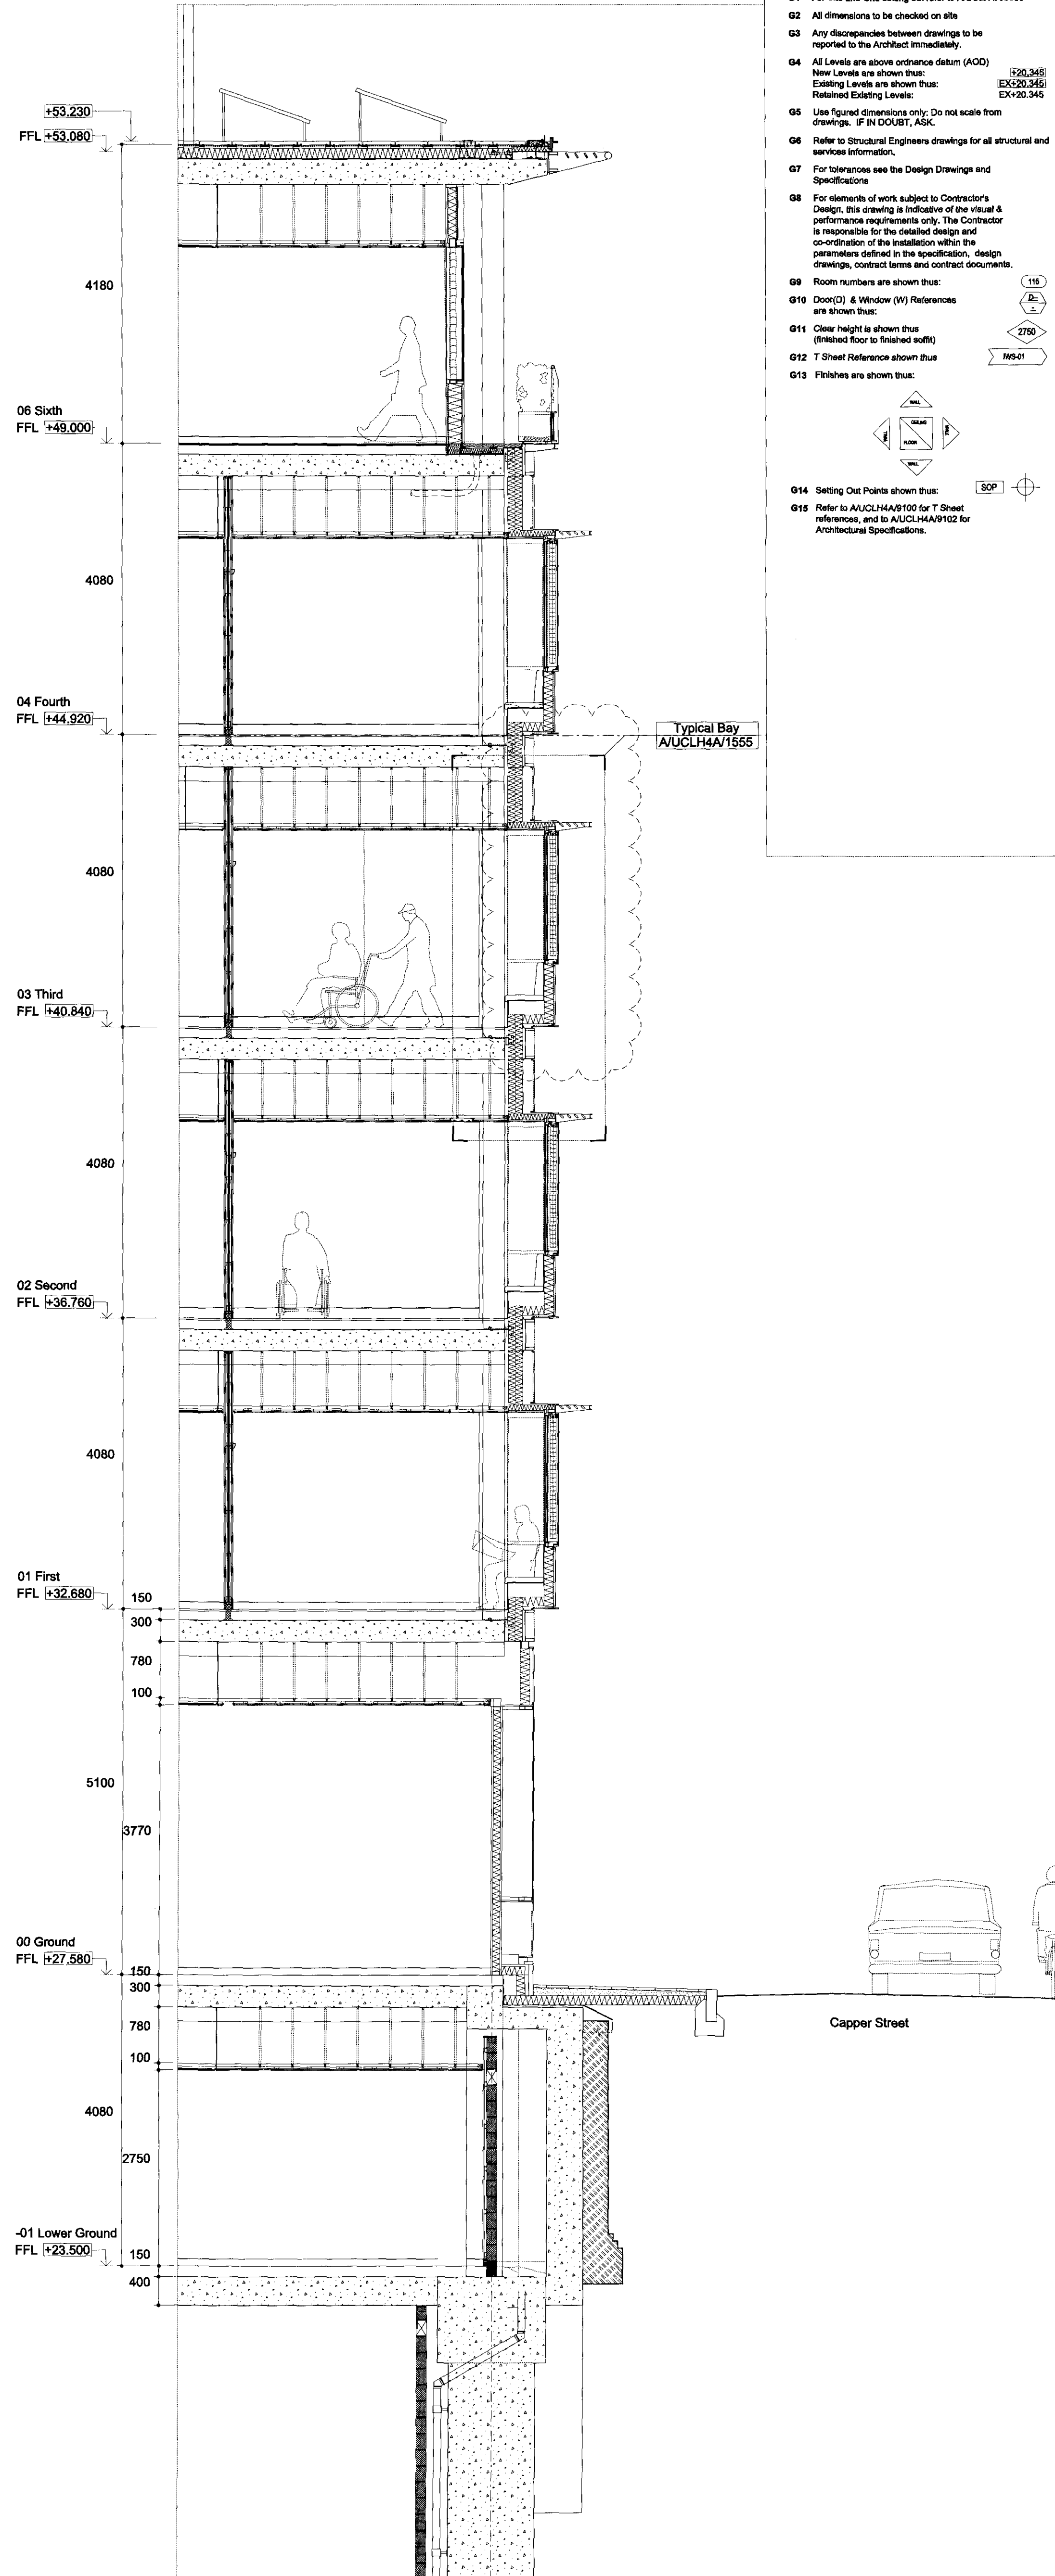 G2 All dimensions to be checked on site
G3 Any discrepancies between drawings to be
reported to the Architect immediately.
G4 All Levels are above ordnance datum (AOD)
New Levels are shown thus: +20.345
Existing Levels are shown thus: EX+20.345
Retained Existing Levels: EX+20.345
G5 Use figured dimensions only: Do not scale from
drawings. IF IN DOUBT, ASK.
G6 Refer to Structural Engineers drawings for all structural and
services information.
G7 For tolerances see the Design Drawings and
Specifications
G8 For elements of work subject to Contractor's
Design, this drawing is indicative of the visual &
performance requirements only. The Contractor
is responsible for the detailed design and
co-ordination of the installation within the
parameters defined in the specification, design
drawings, contract terms and contract documents.
G9 Room numbers are shown thus: 115
G10 Door(D) & Window (W) References
are shown thus:
D-
-
G11 Clear height is shown thus
(finished floor to finished soffit)
2750
G12 T Sheet Reference shown thus IWS-01
G13 Finishes are shown thus:
WALL
WALL
CEILING
FLOOR
WALL
WALL
G14 Setting Out Points shown thus: SOP
G15 Refer to A/UCLH4A/9100 for T Sheet
references, and to A/UCLH4A/9102 for
Architectural Specifications.
+53.230
FFL +53.080
4180
06 Sixth
FFL +49.000
4080
04 Fourth
FFL +44.920
Typical Bay
A/UCLH4A/1555
4080
03 Third
FFL +40.840
4080
02 Second
FFL +36.760
4080
01 First
FFL +32.680
150
300
780
100
5100
3770
00 Ground
FFL +27.580
150
300
780
Capper Street
100
4080
2750
-01 Lower Ground
FFL +23.500
150
400